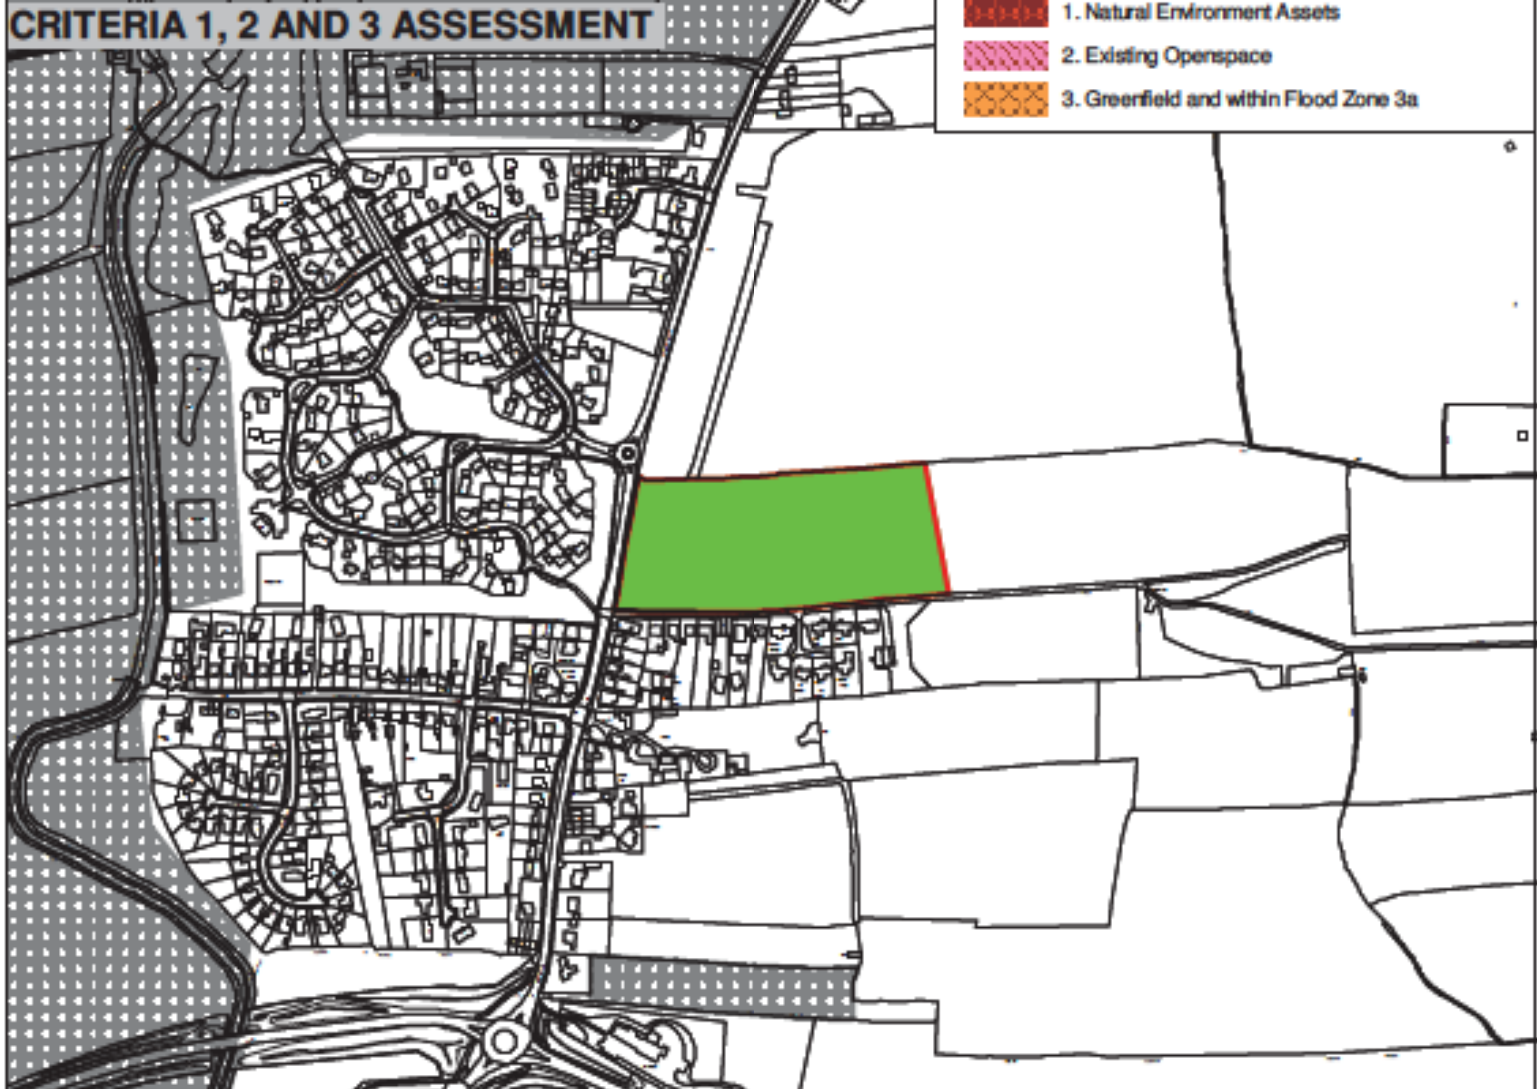 CRITERIA 1, 2 AND 3 ASSESSMENT
1. Natural Environment Assets
2. Existing Openspace
3. Greenfield and within Flood Zone 3a